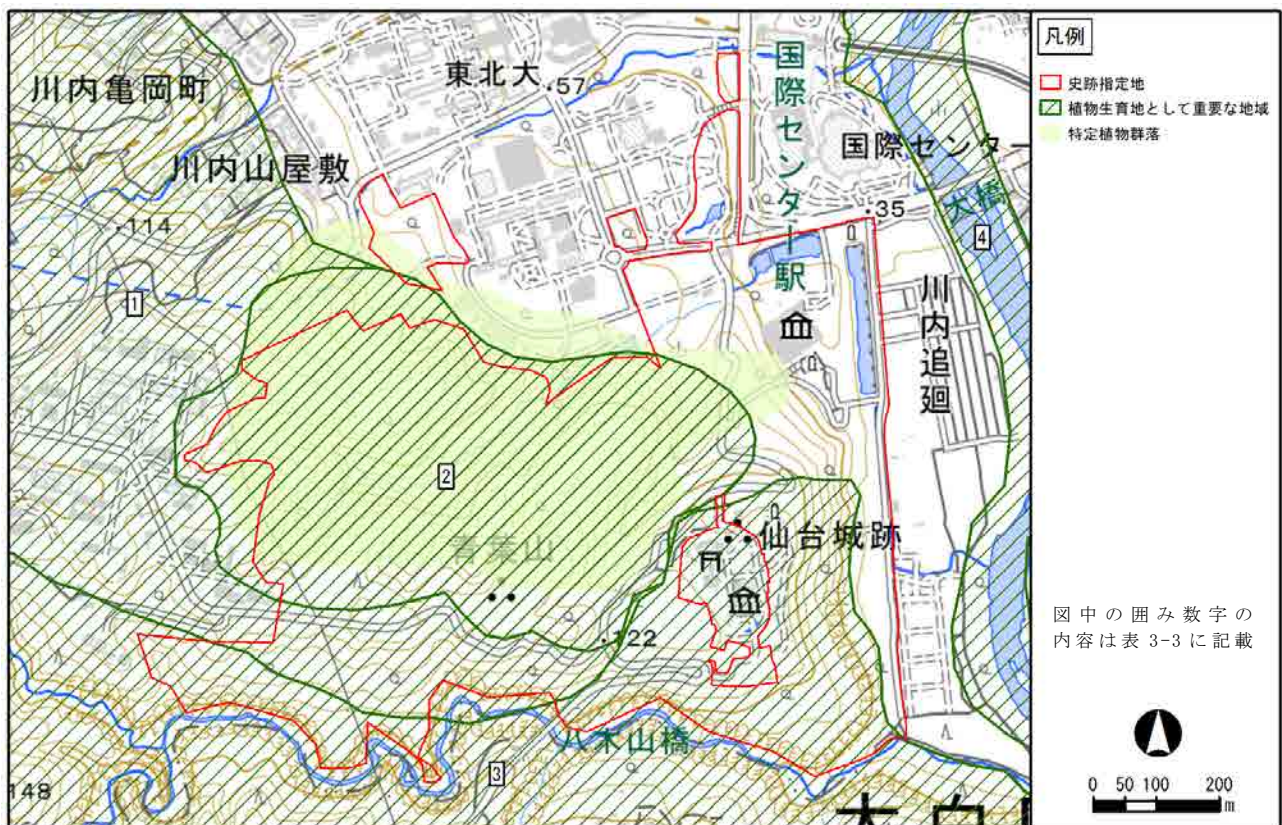 川内亀岡町
東北大
57
川内山屋敷
114
国際センター駅
国際センター
大橋
35
川内追廻
1
2
3
4
青葉山
仙台城跡
122
八木山橋
148
凡例
史跡指定地
植物生育地として重要な地域
特定植物群落
図中の囲み数字の
内容は表 3-3 に記載
0 50 100 200
m